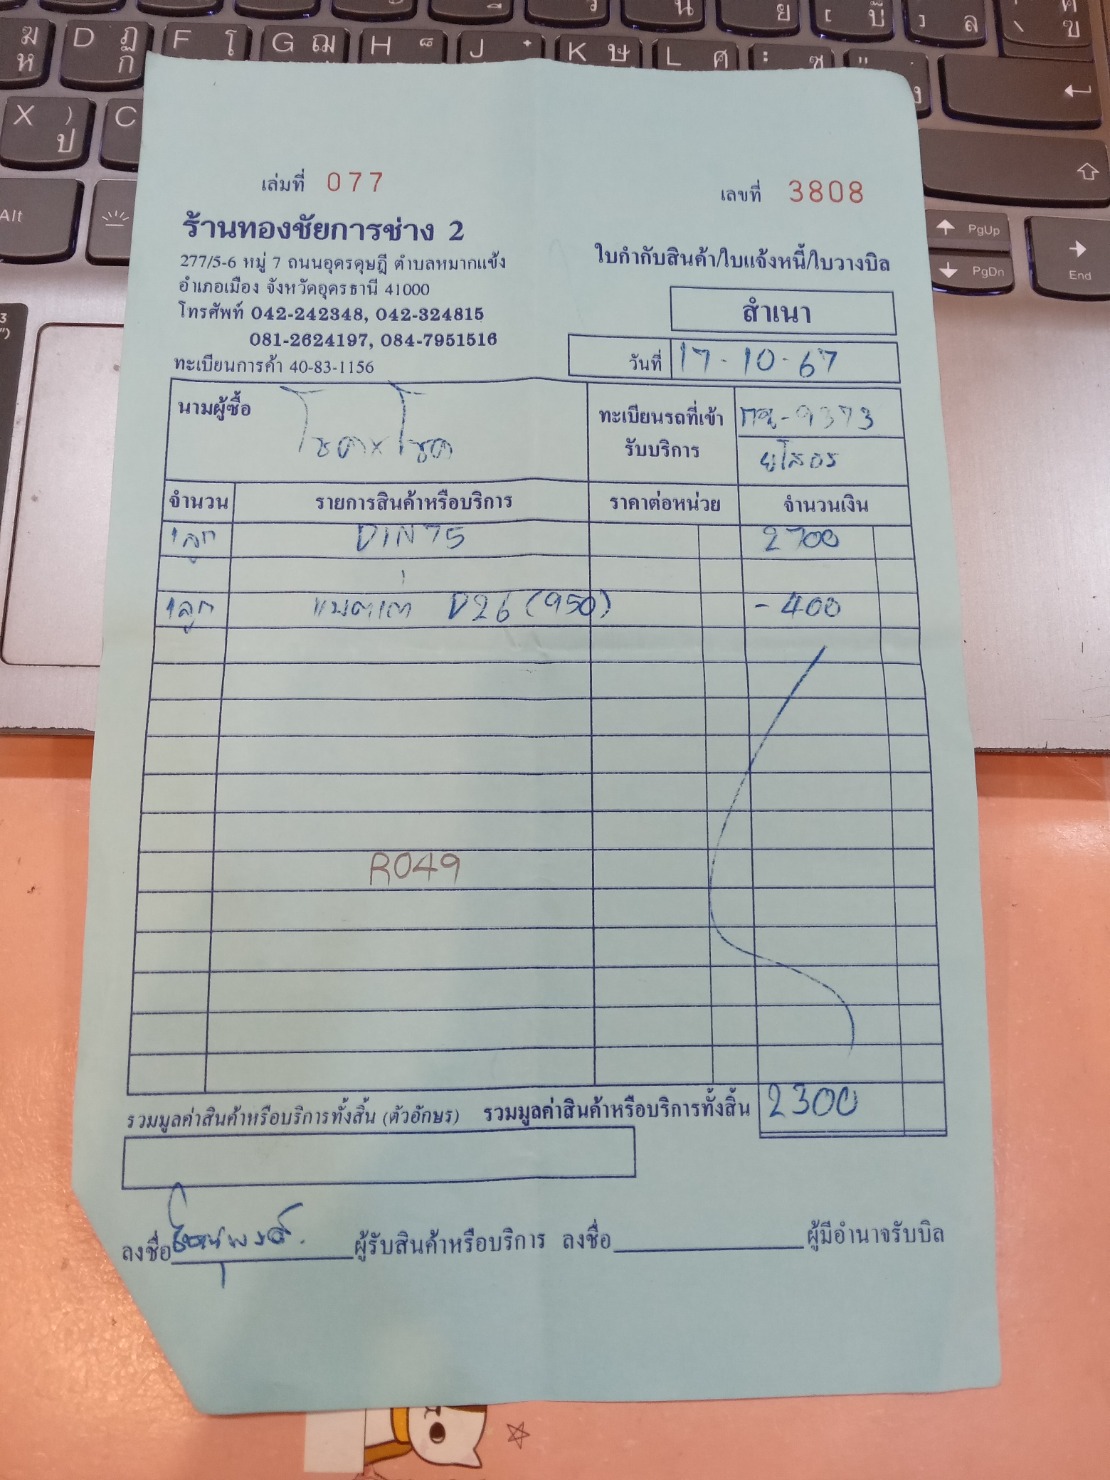 เล่มที่ 077
เลขที่ 3808
ร้านทองชัยการช่าง 2
277/5-6 หมู่ 7 ถนนอุดรดุษฎี ตำบลหมากแข้ง
อำเภอเมือง จังหวัดอุดรธานี 41000
โทรศัพท์ 042-242348, 042-324815
081-2624197, 084-7951516
ทะเบียนการค้า 40-83-1156
ใบกำกับสินค้า/ใบแจ้งหนี้/ใบวางบิล
สำเนา
วันที่ 17-10-67
นามผู้ซื้อ
ทะเบียนรถที่เข้า
รับบริการ
9373
ยโสธร
จำนวน รายการสินค้าหรือบริการ ราคาต่อหน่วย จำนวนเงิน
1ลูก DIN75 2700
1ลูก แบตเก่า D26 (950) -400
R049
รวมมูลค่าสินค้าหรือบริการทั้งสิ้น (ตัวอักษร) รวมมูลค่าสินค้าหรือบริการทั้งสิ้น 2300
ลงชื่อ ผู้รับสินค้าหรือบริการ ลงชื่อ ผู้มีอำนาจรับบิล